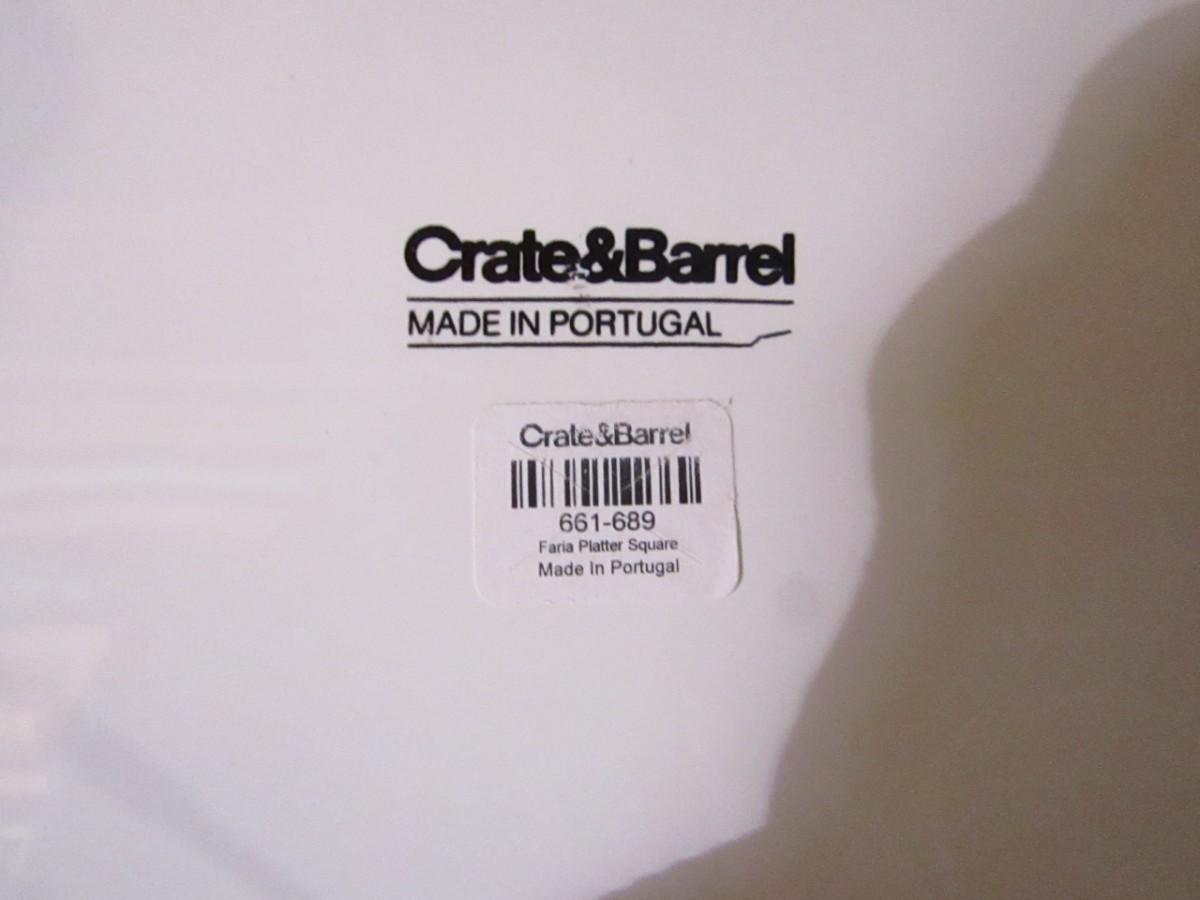 Crate&Barrel
MADE IN PORTUGAL
Crate&Barrel
661-689
Faria Platter Square
Made In Portugal